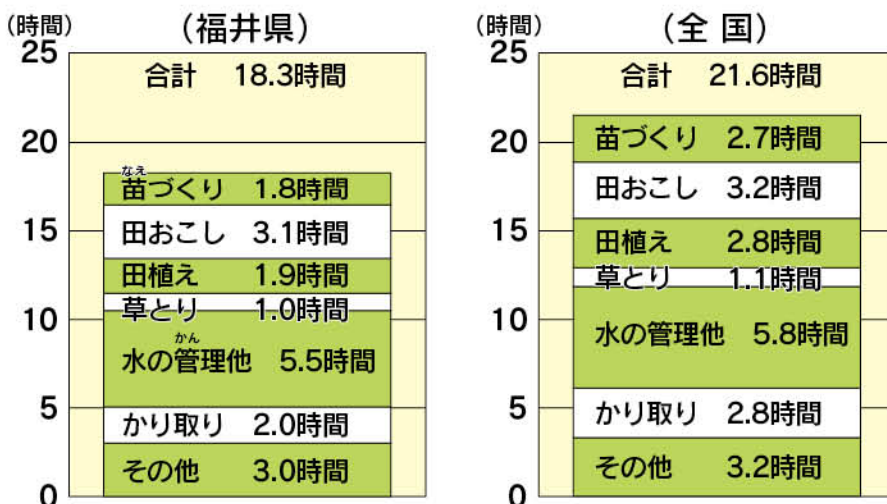 (時間)
(福井県)
25
20
15
10
5
0
合計 18.3時間
なえ
苗づくり 1.8時間
田おこし 3.1時間
田植え 1.9時間
草とり 1.0時間
かん
水の管理他 5.5時間
かり取り 2.0時間
その他 3.0時間
(時間)
(全 国)
25
20
15
10
5
0
合計 21.6時間
苗づくり 2.7時間
田おこし 3.2時間
田植え 2.8時間
草とり 1.1時間
水の管理他 5.8時間
かり取り 2.8時間
その他 3.2時間